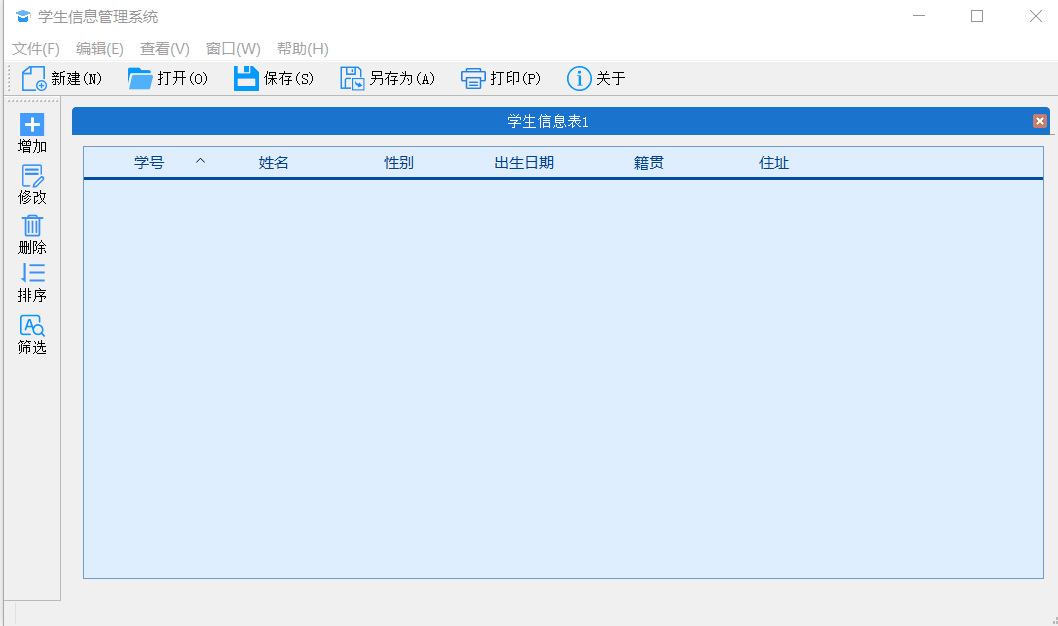 学生信息管理系统
文件(F) 编辑(E) 查看(V) 窗口(W) 帮助(H)
新建(N) 打开(O) 保存(S) 另存为(A) 打印(P) 关于
增加
修改
删除
排序
筛选
学生信息表1
学号 姓名 性别 出生日期 籍贯 住址